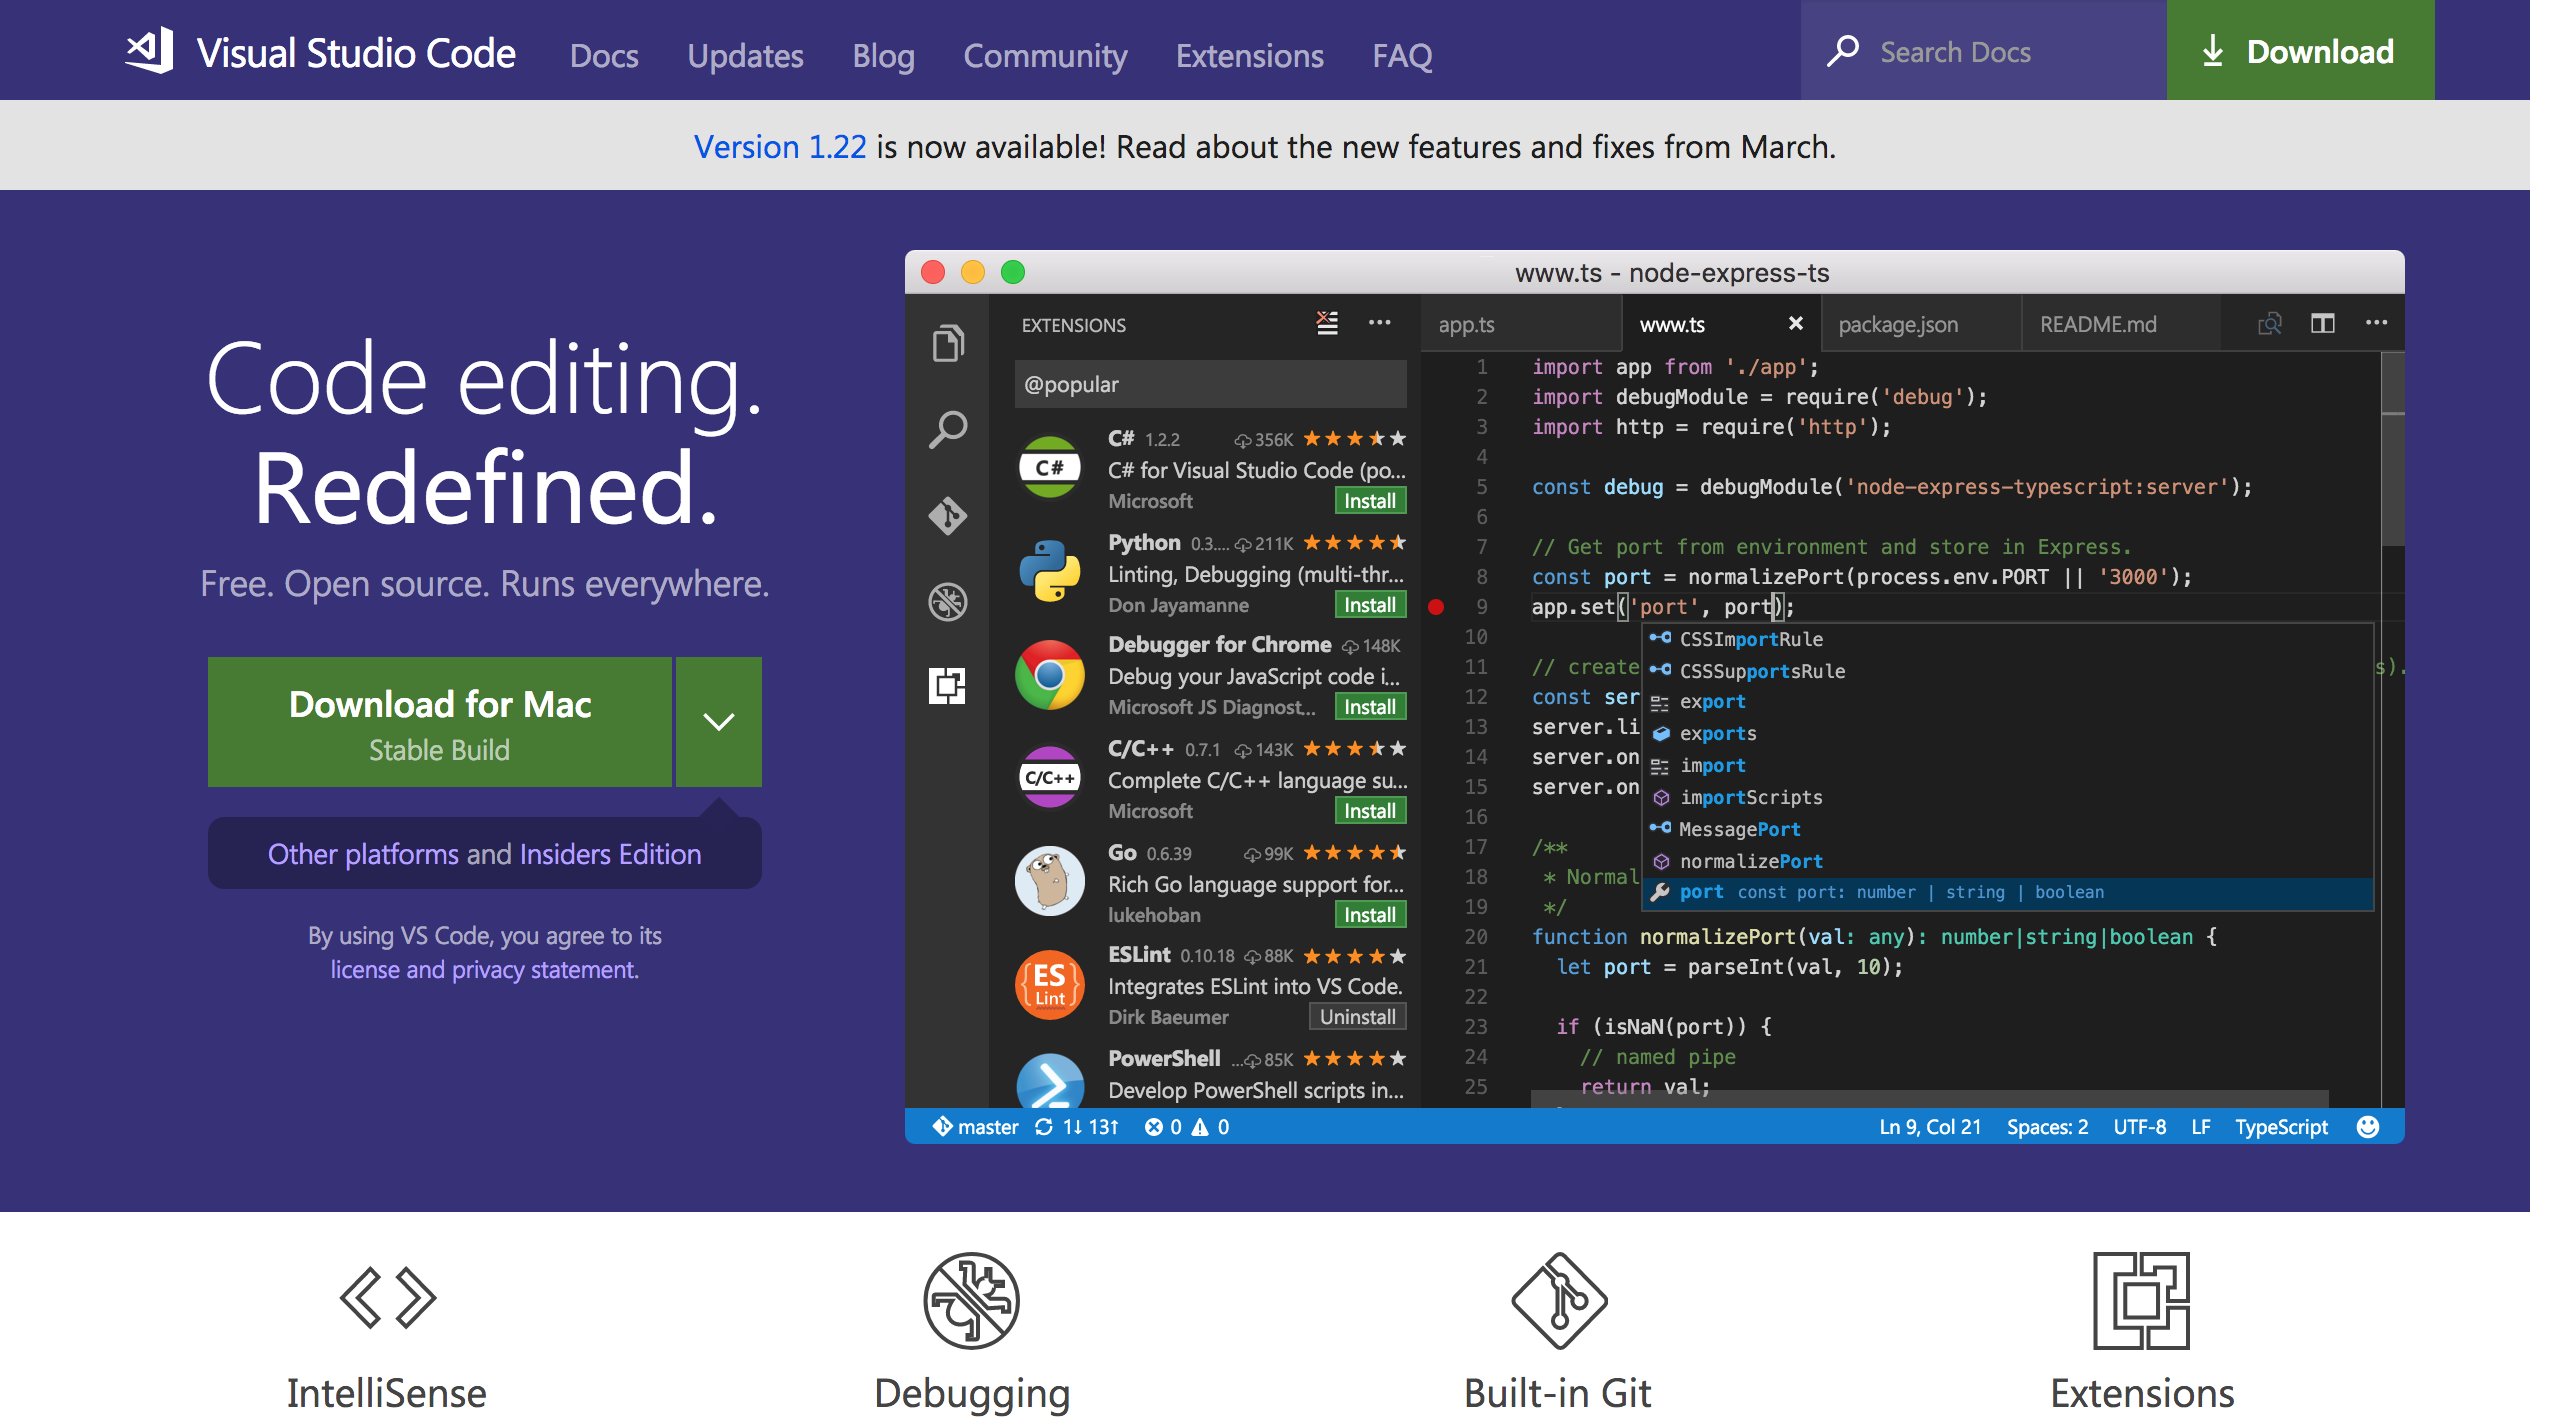 Visual Studio Code Docs Updates Blog Community Extensions FAQ Search Docs Download
Version 1.22 is now available! Read about the new features and fixes from March.
Code editing.
Redefined.
Free. Open source. Runs everywhere.
Download for Mac
Stable Build
Other platforms and Insiders Edition
By using VS Code, you agree to its
license and privacy statement.
www.ts - node-express-ts
EXTENSIONS
@popular
C# 1.2.2 356K
C# for Visual Studio Code (po...
Microsoft Install
C#
Python 0.3.... 211K
Linting, Debugging (multi-thr...
Don Jayamanne Install
Debugger for Chrome 148K
Debug your JavaScript code i...
Microsoft JS Diagnost... Install
C/C++ 0.7.1 143K
Complete C/C++ language su...
Microsoft Install
C/C++
Go 0.6.39 99K
Rich Go language support for...
lukehoban Install
ESLint 0.10.18 88K
Integrates ESLint into VS Code.
Dirk Baeumer Uninstall
ES
Lint
PowerShell ... 85K
Develop PowerShell scripts in...
app.ts www.ts package.json README.md
1 import app from './app';
2 import debugModule = require('debug');
3 import http = require('http');
4
5 const debug = debugModule('node-express-typescript:server');
6
7 // Get port from environment and store in Express.
8 const port = normalizePort(process.env.PORT || '3000');
9 app.set('port', port);
10
11 // create s).
12 const ser
13 server.li
14 server.on
15 server.on
16
17 /**
18 * Normal
19 */
20 function normalizePort(val: any): number|string|boolean {
21 let port = parseInt(val, 10);
22
23 if (isNaN(port)) {
24 // named pipe
25 return val;
CSSImportRule
CSSSupportsRule
export
exports
import
importScripts
MessagePort
normalizePort
port const port: number | string | boolean
master 1↓ 13↑ 0 0 Ln 9, Col 21 Spaces: 2 UTF-8 LF TypeScript
IntelliSense Debugging Built-in Git Extensions